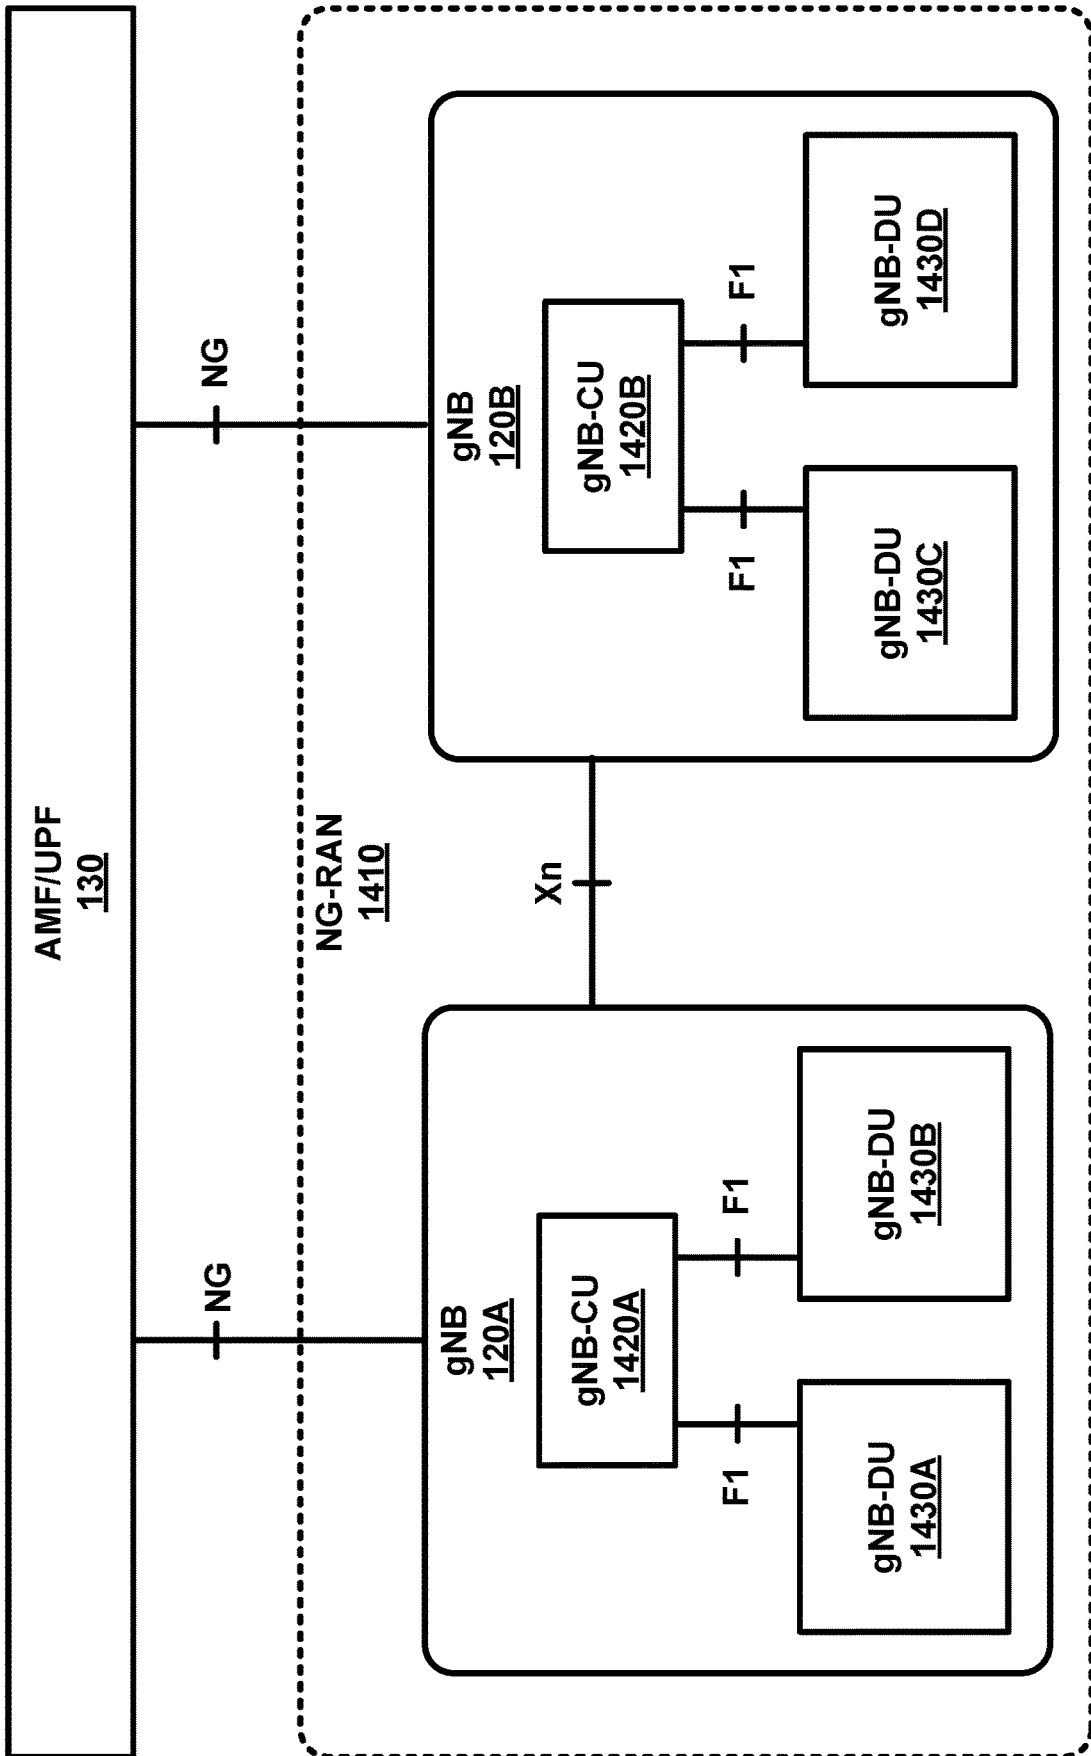 AMF/UPF
130
NG
NG
NG-RAN
1410
gNB
120A
gNB-CU
1420A
F1
F1
gNB-DU
1430A
gNB-DU
1430B
Xn
gNB
120B
gNB-CU
1420B
F1
F1
gNB-DU
1430C
gNB-DU
1430D